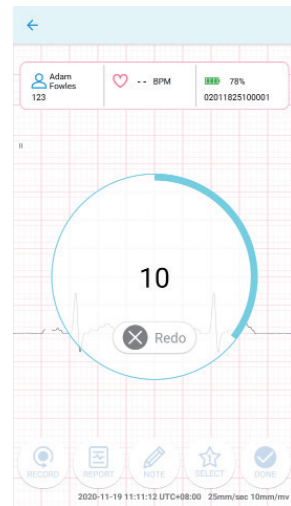 Adam
Fowles
123
-- BPM
78%
02011825100001
II
10
Redo
RECORD
REPORT
NOTE
SELECT
DONE
2020-11-19 11:11:12 UTC+08:00 25mm/sec 10mm/mv